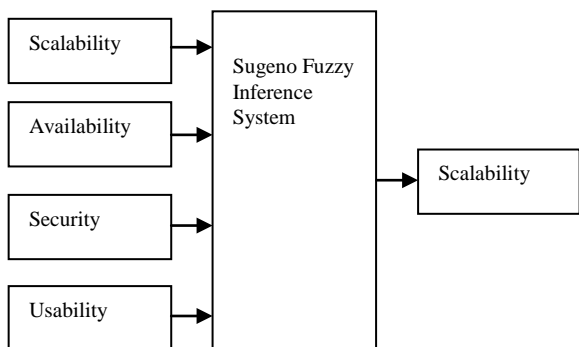 Scalability
Availability
Security
Usability
Sugeno Fuzzy
Inference
System
Scalability